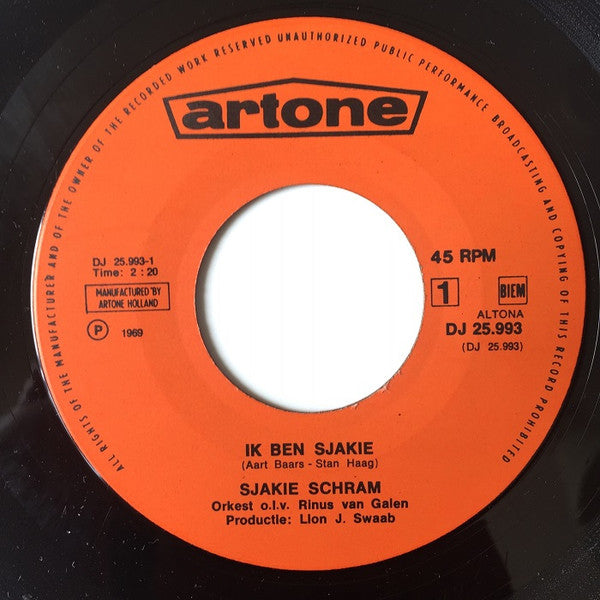 ALL RIGHTS OF THE MANUFACTURER AND OF THE OWNER OF THE RECORDED WORK RESERVED UNAUTHORIZED PUBLIC PERFORMANCE BROADCASTING AND COPYING OF THIS RECORD PROHIBITED
artone
DJ 25.993-1
Time: 2:20
MANUFACTURED BY
ARTONE HOLLAND
P 1969
45 RPM
1 BIEM
ALTONA
DJ 25.993
(DJ 25.993)
IK BEN SJAKIE
(Aart Baars - Stan Haag)
SJAKIE SCHRAM
Orkest o.l.v. Rinus van Galen
Productie: Lion J. Swaab